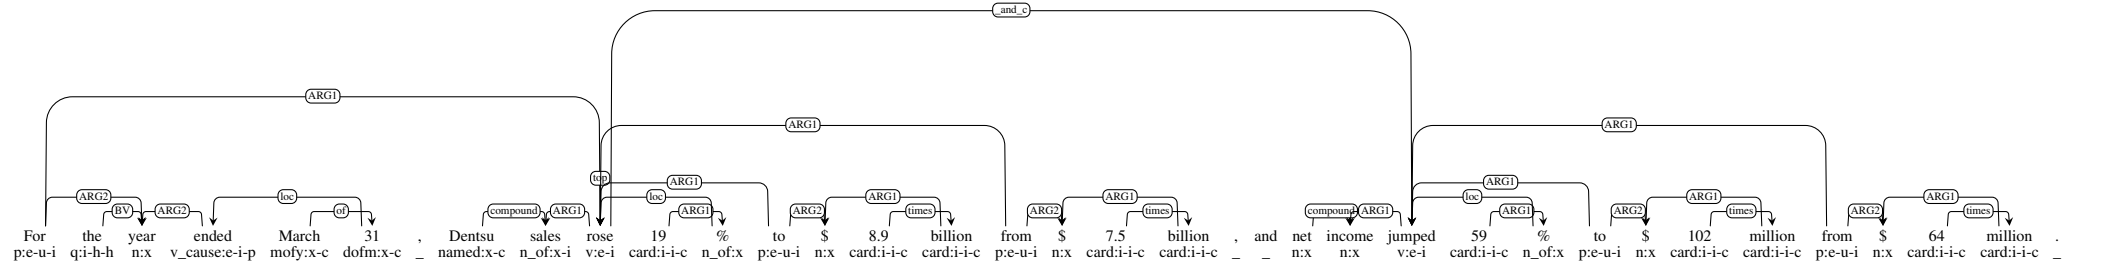 _and_c
ARG1
ARG1 ARG1
top ARG1 ARG1
ARG2 loc loc ARG1 ARG1 loc ARG1 ARG1
BV ARG2 of compound ARG1 ARG1 ARG2 times ARG2 times compound ARG1 ARG1 ARG2 times ARG2 times
For the year ended March 31 , Dentsu sales rose 19 % to $ 8.9 billion from $ 7.5 billion , and net income jumped 59 % to $ 102 million from $ 64 million .
p:e-u-i q:i-h-h n:x v_cause:e-i-p mofy:x-c dofm:x-c _ named:x-c n_of:x-i v:e-i card:i-i-c n_of:x p:e-u-i n:x card:i-i-c card:i-i-c p:e-u-i n:x card:i-i-c card:i-i-c _ _ n:x n:x v:e-i card:i-i-c n_of:x p:e-u-i n:x card:i-i-c card:i-i-c p:e-u-i n:x card:i-i-c card:i-i-c _